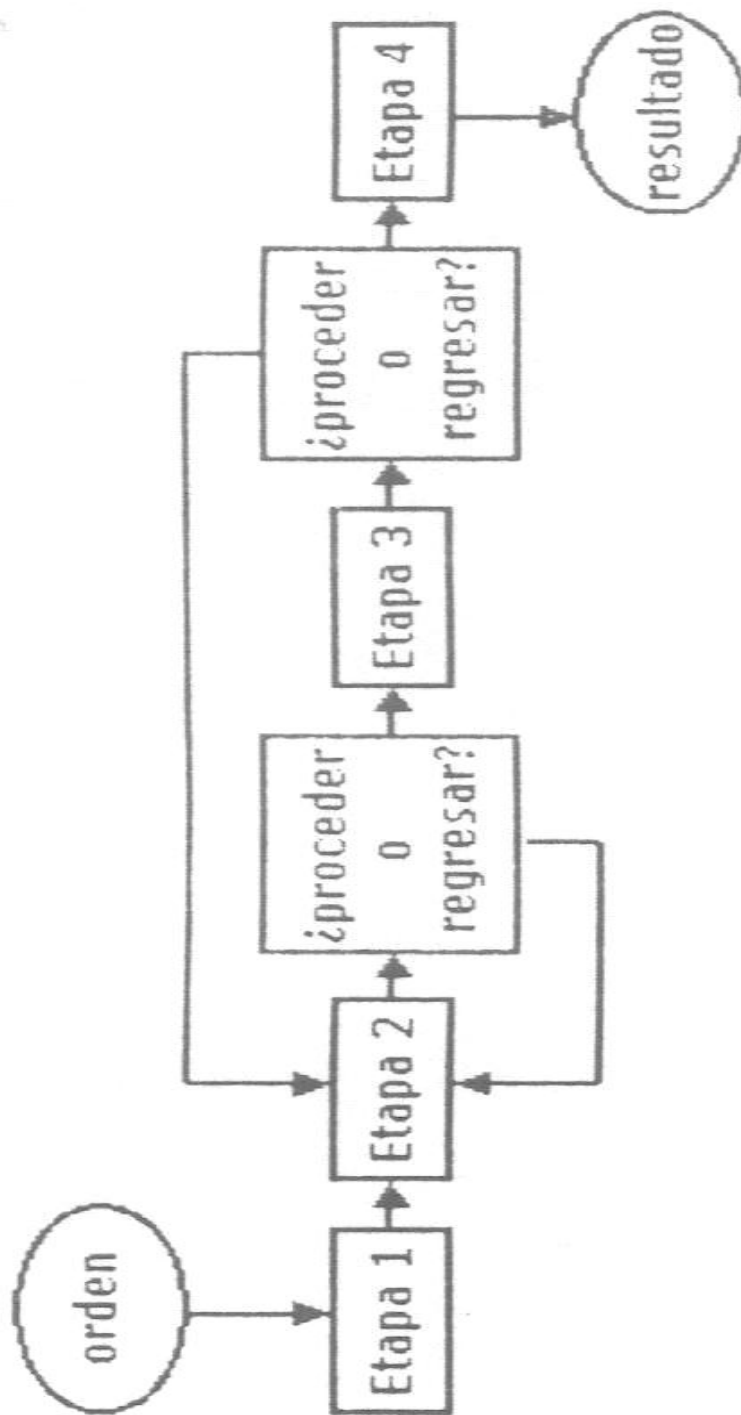 orden
Etapa 1
Etapa 2
¿proceder
o
regresar?
Etapa 3
¿proceder
o
regresar?
Etapa 4
resultado